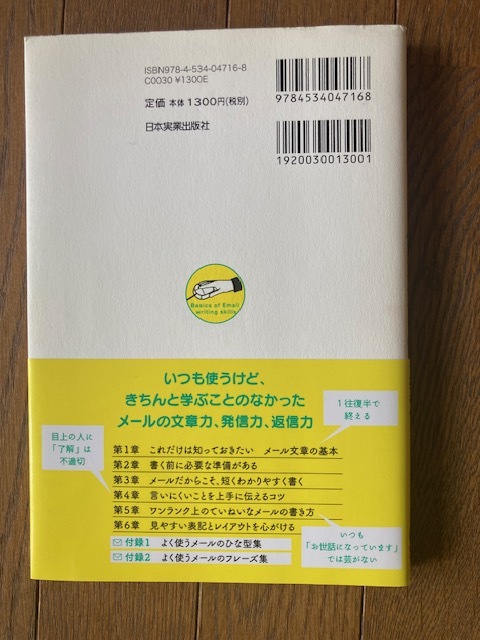 ISBN978-4-534-04716-8
C0030 ¥1300E
定価 本体1300円(税別)
日本実業出版社
9784534047168
1920030013001
Basics of Email
writing skills
いつも使うけど、
きちんと学ぶことのなかった
メールの文章力、発信力、返信力
1往復半で
終える
目上の人に
「了解」は
不適切
第1章 これだけは知っておきたい メール文章の基本
第2章 書く前に必要な準備がある
第3章 メールだからこそ、短くわかりやすく書く
第4章 言いにくいことを上手に伝えるコツ
第5章 ワンランク上のていねいなメールの書き方
第6章 見やすい表記とレイアウトを心がける
付録1 よく使うメールのひな型集
付録2 よく使うメールのフレーズ集
いつも
「お世話になっています」
では芸がない